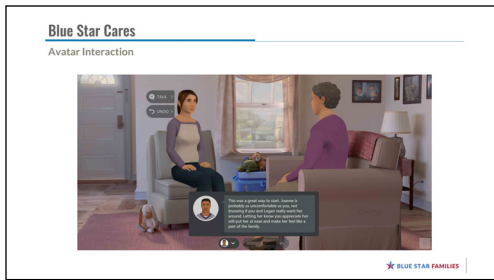 Blue Star Cares
Avatar Interaction
TALK
UNDO
This was a great way to start. Joanne is
probably as uncomfortable as you, not
knowing if you and Logan really want her
around. Letting her know you appreciate her
will put her at ease and make her feel like a
part of the family.
BLUE STAR FAMILIES